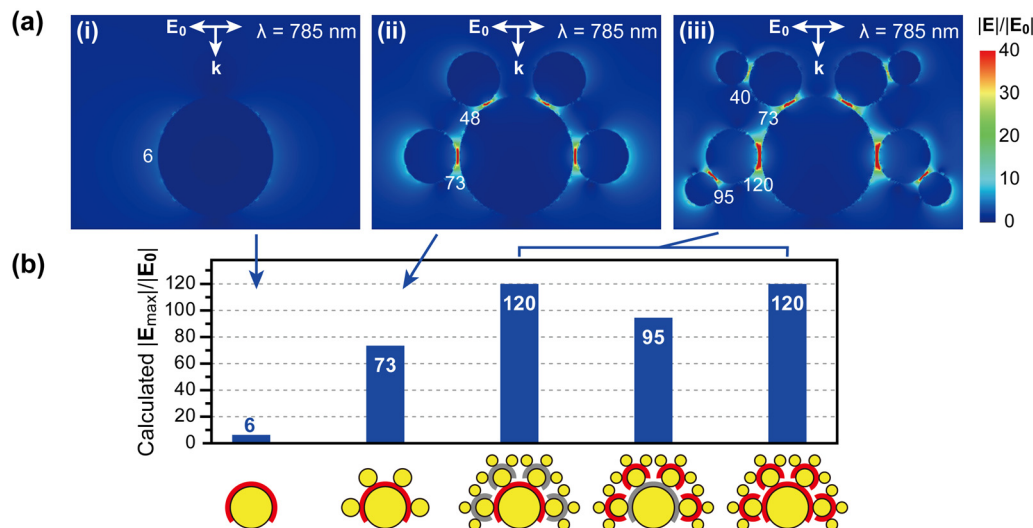 (a)
(i)
E₀
k
λ = 785 nm
6
(ii)
E₀
k
λ = 785 nm
48
73
(iii)
E₀
k
λ = 785 nm
40
73
120
95
|E|/|E₀|
40
30
20
10
0
(b)
Calculated |Eₘₐₓ|/|E₀|
120
100
80
60
40
20
0
6
73
120
95
120